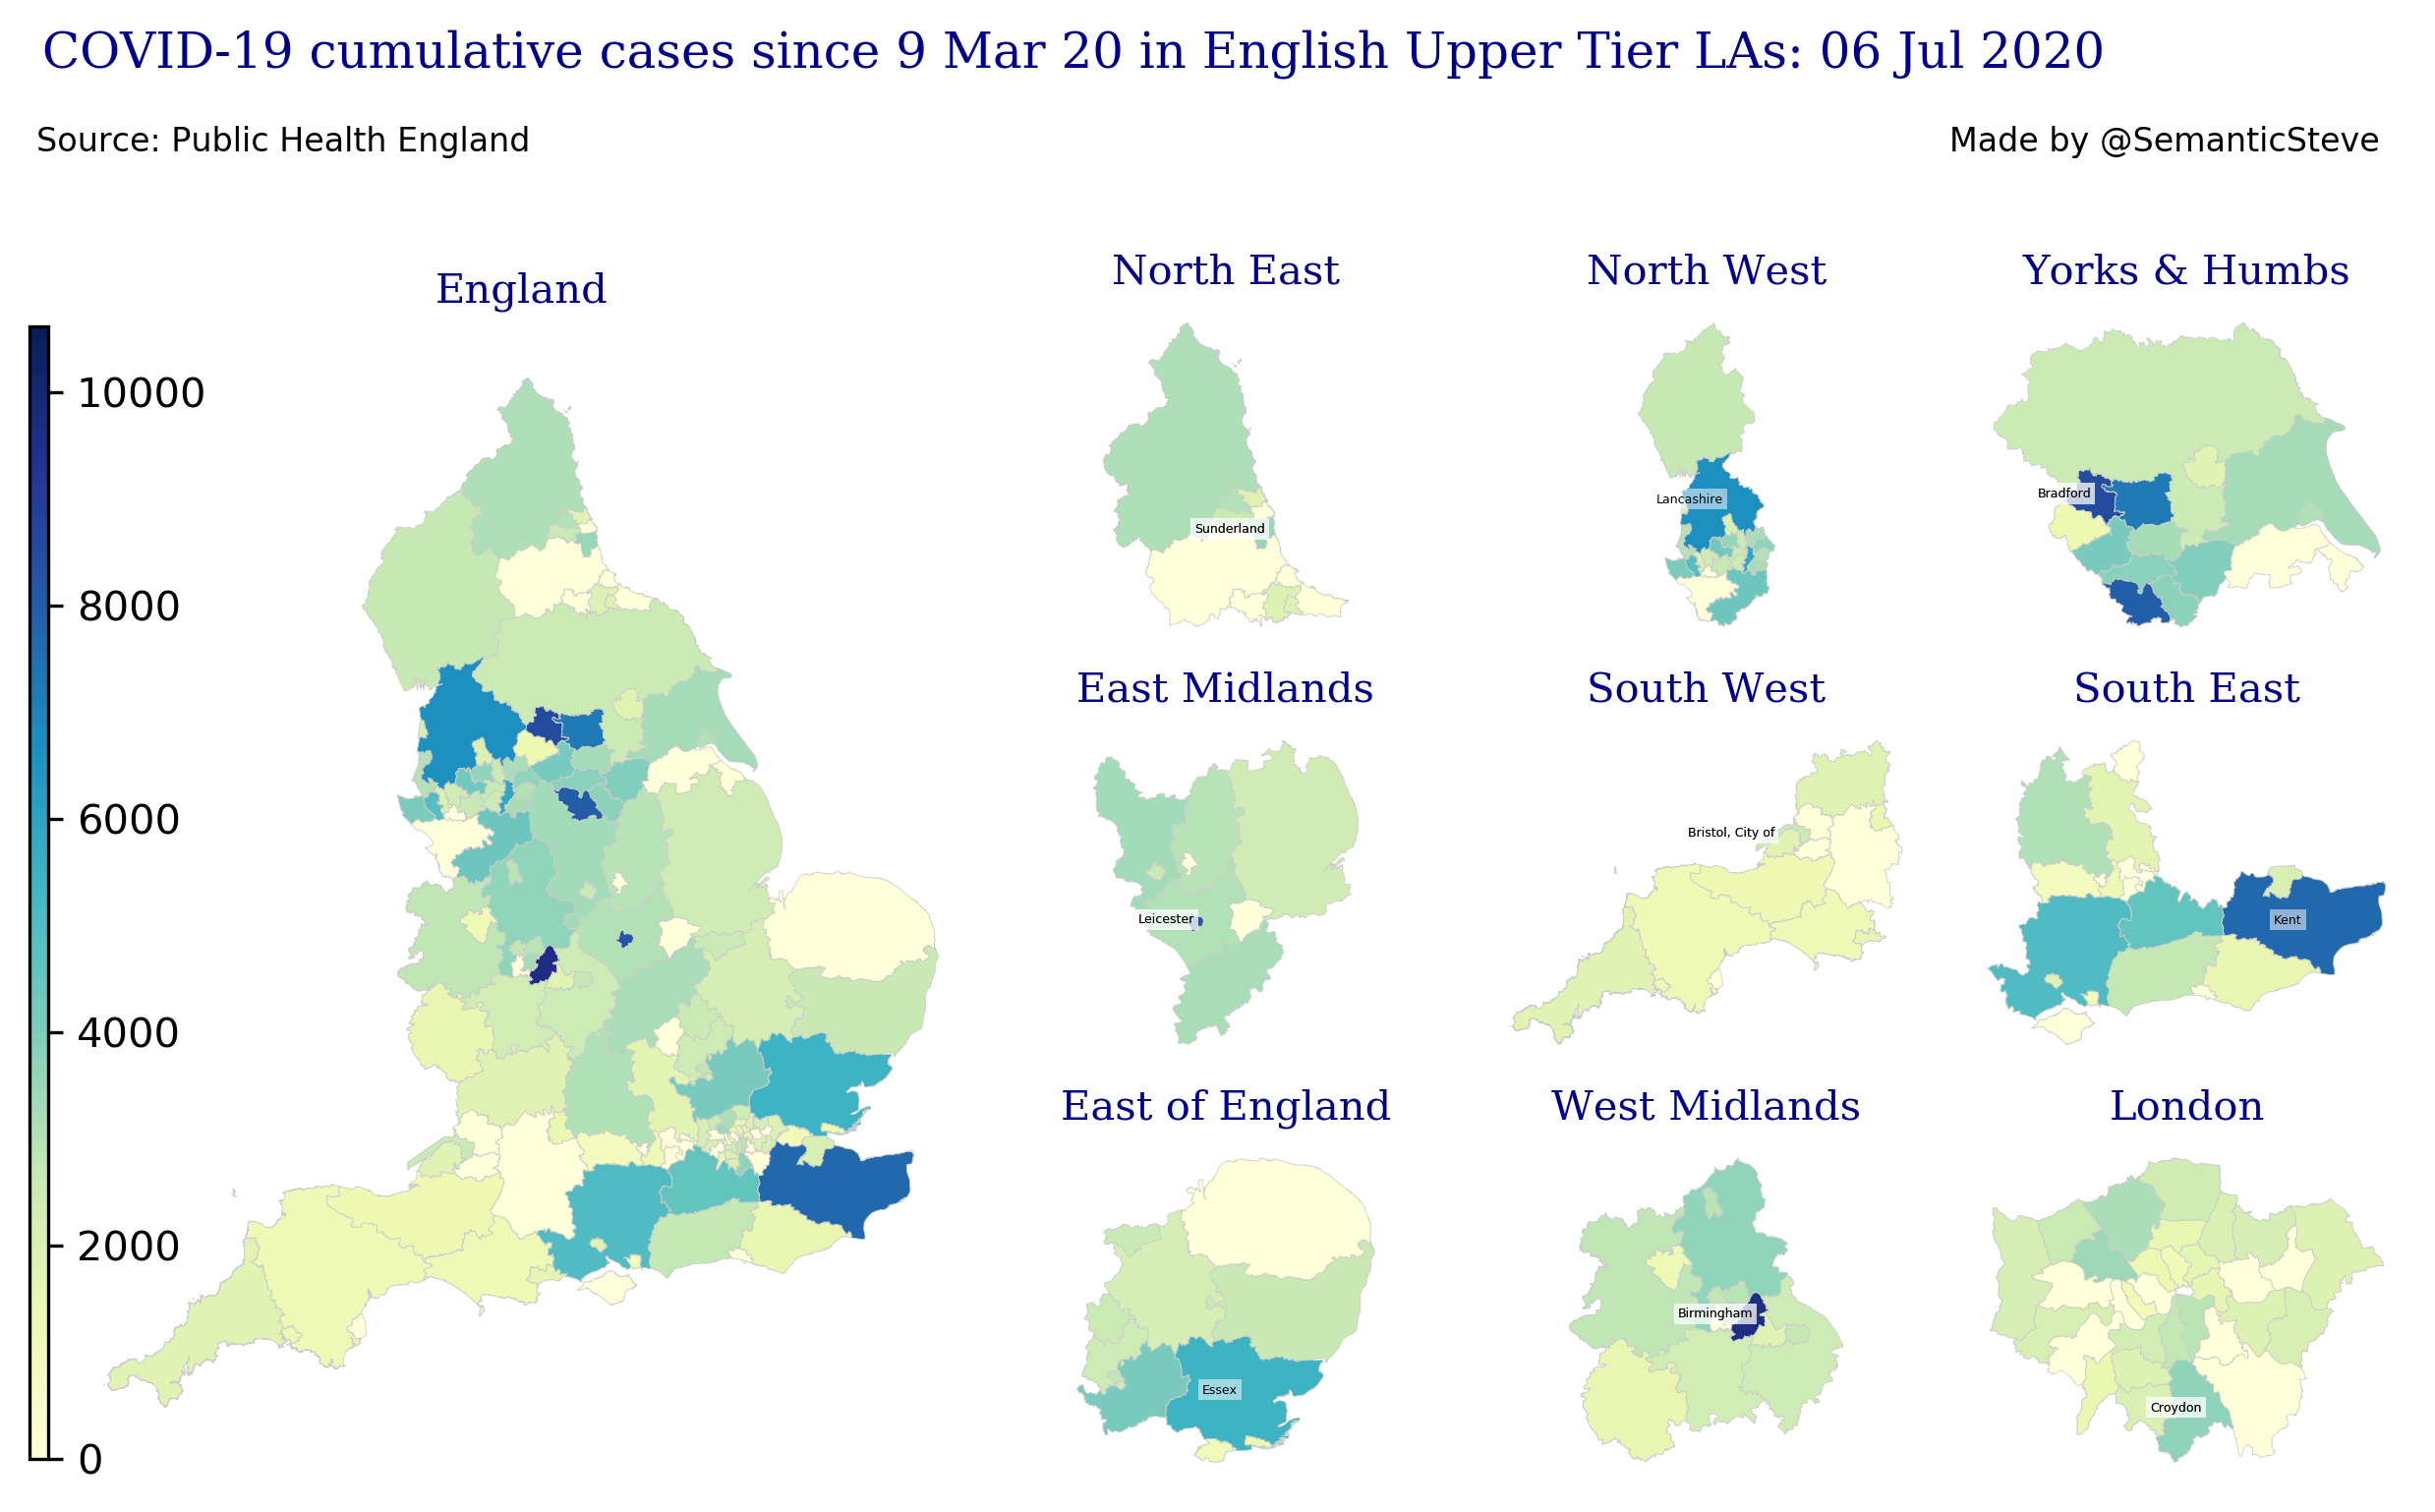 COVID-19 cumulative cases since 9 Mar 20 in English Upper Tier LAs: 06 Jul 2020
Source: Public Health England
Made by @SemanticSteve
England
North East
North West
Yorks & Humbs
10000
8000
6000
4000
2000
0
Sunderland
Lancashire
Bradford
East Midlands
South West
South East
Leicester
Bristol, City of
Kent
East of England
West Midlands
London
Essex
Birmingham
Croydon